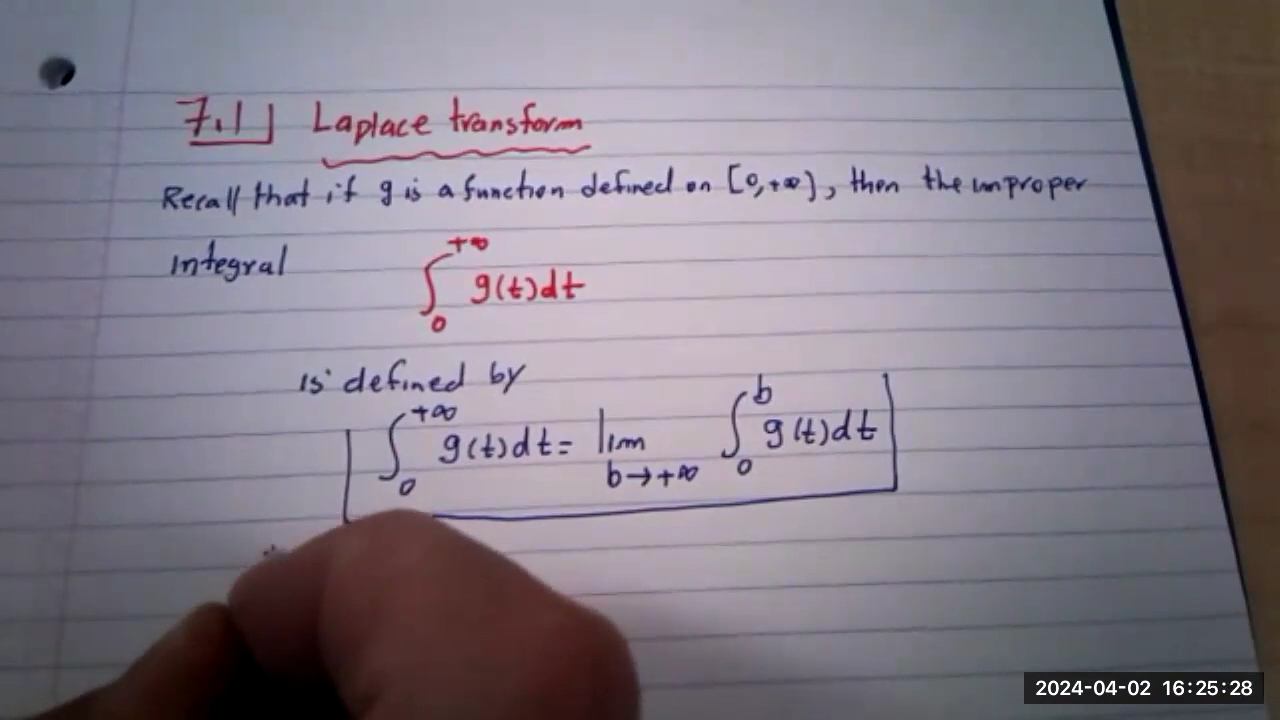 7.1 Laplace transform
Recall that if g is a function defined on [0,+∞), then the improper
integral
∫₀^{+∞} g(t)dt
is defined by
∫₀^{+∞} g(t)dt = lim_{b→+∞} ∫₀^b g(t)dt
2024-04-02 16:25:28